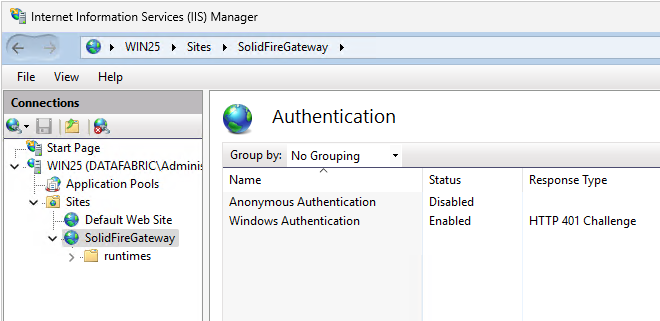 Internet Information Services (IIS) Manager
WIN25 Sites SolidFireGateway
File View Help
Connections
Start Page
WIN25 (DATAFABRIC\Adminis
Application Pools
Sites
Default Web Site
SolidFireGateway
runtimes
Authentication
Group by: No Grouping
Name Status Response Type
Anonymous Authentication Disabled
Windows Authentication Enabled HTTP 401 Challenge